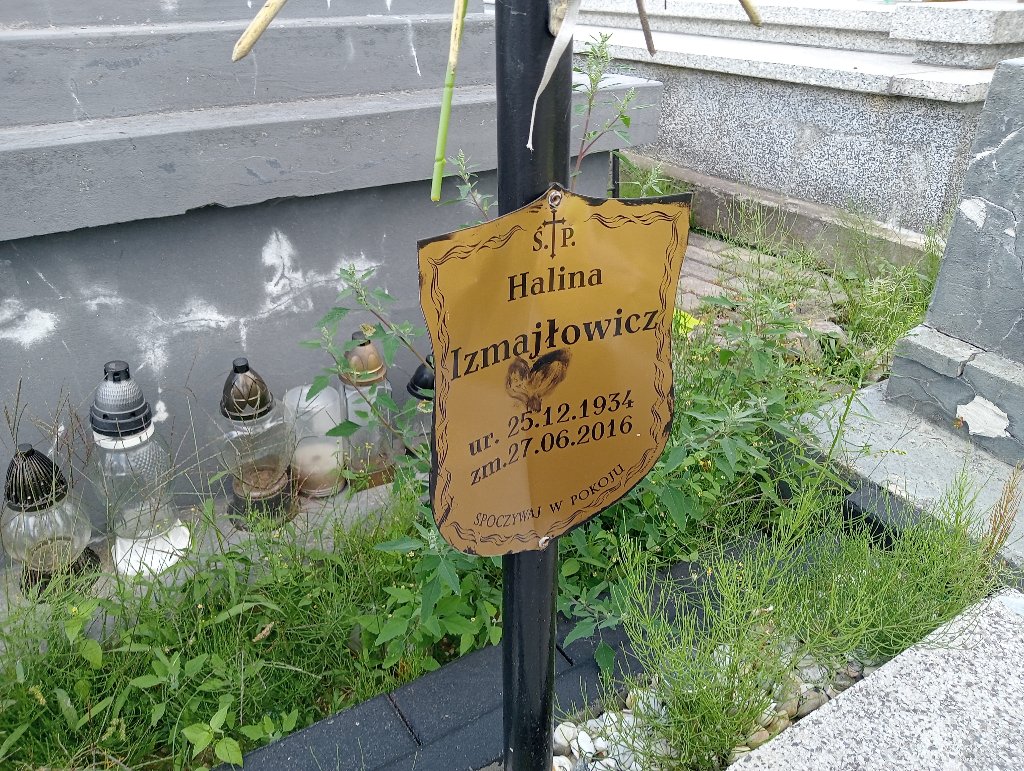 Ś. P.
Halina
Izmajłowicz
ur. 25.12.1934
zm.27.06.2016
SPOCZYWAJ W POKOJU